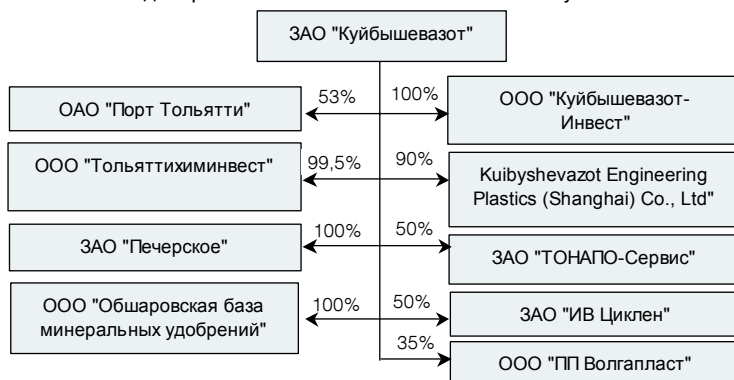 ЗАО "Куйбышевазот"
ОАО "Порт Тольятти"
53%
100%
ООО "Куйбышевазот-
Инвест"
ООО "Тольяттихиминвест"
99,5%
90%
Kuibyshevazot Engineering
Plastics (Shanghai) Co., Ltd"
ЗАО "Печерское"
100%
50%
ЗАО "ТОНАПО-Сервис"
ООО "Обшаровская база
минеральных удобрений"
100%
50%
ЗАО "ИВ Циклен"
35%
ООО "ПП Волгапласт"